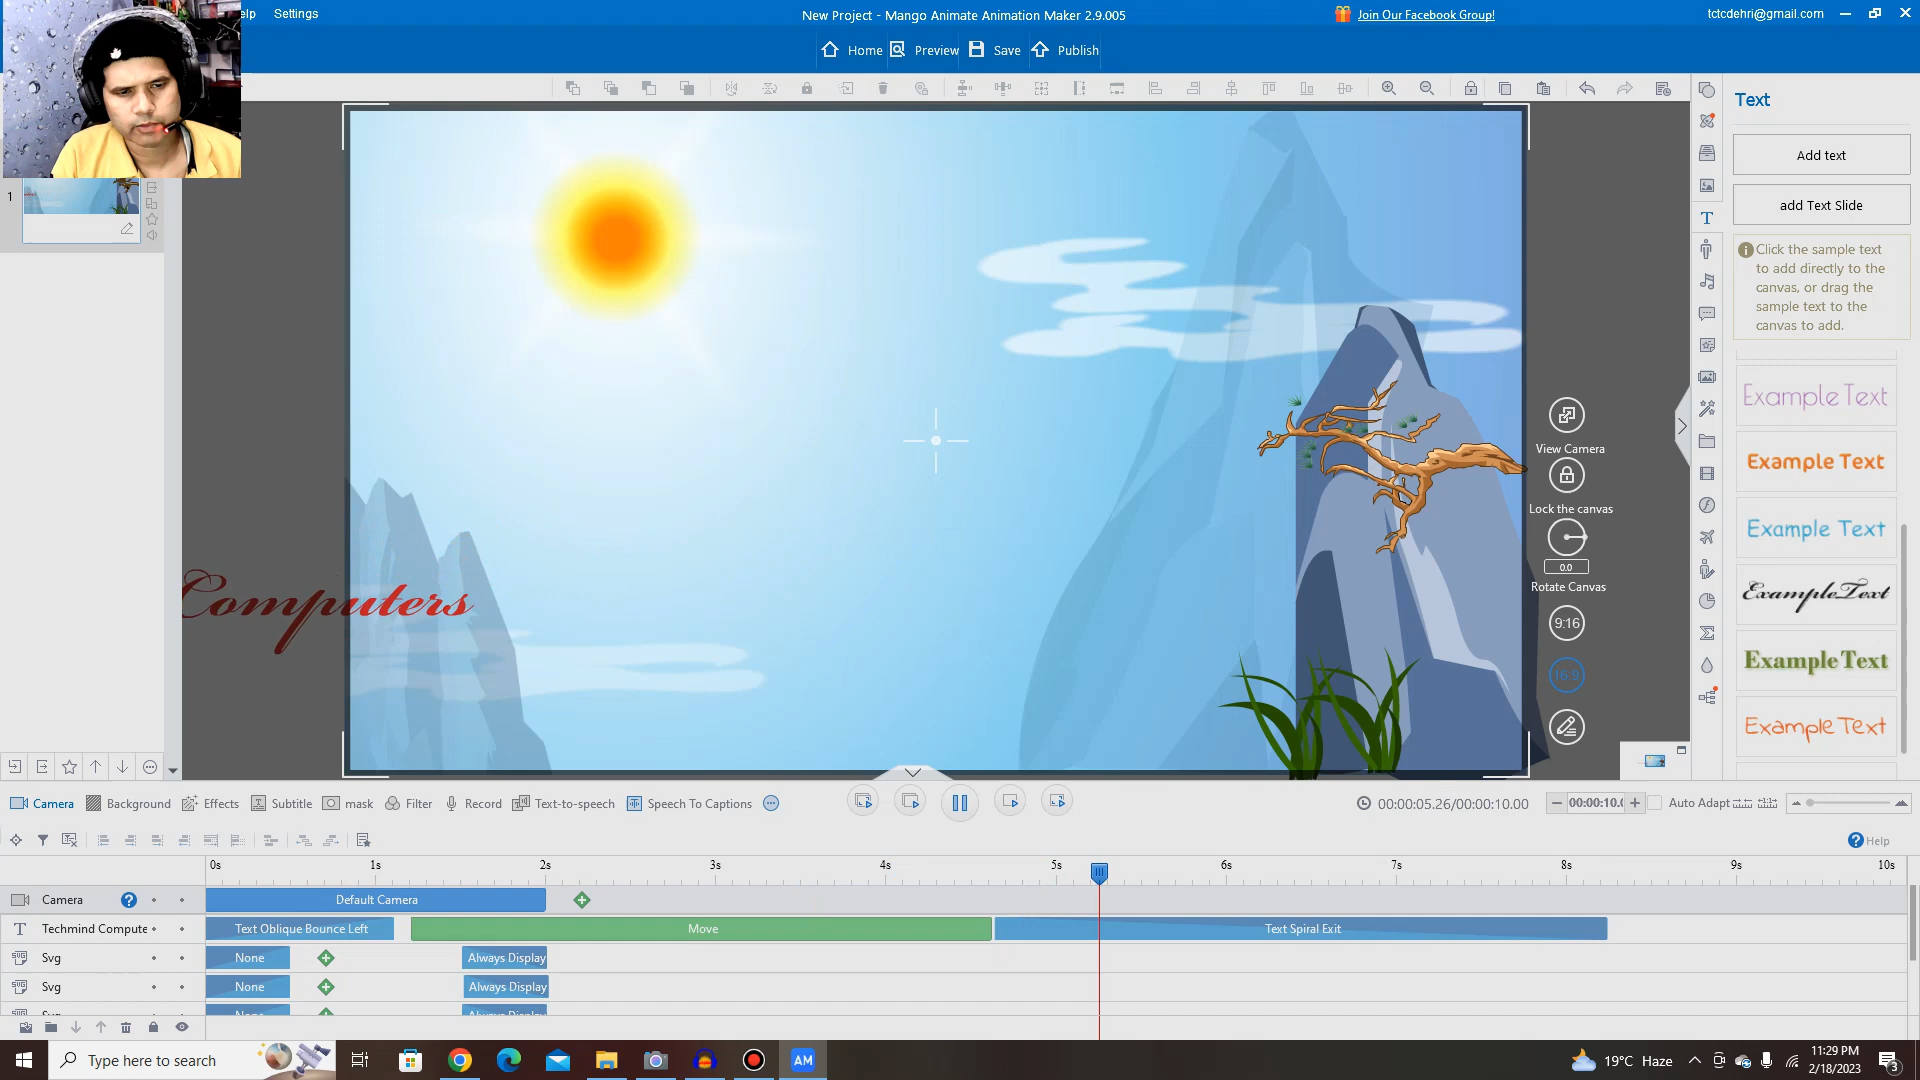 elp Settings
New Project - Mango Animate Animation Maker 2.9.005
Join Our Facebook Group!
tctcdehri@gmail.com
Home Preview Save Publish
Text
Add text
add Text Slide
Click the sample text
to add directly to the
canvas, or drag the
sample text to the
canvas to add.
1
Example Text
Example Text
Example Text
Example Text
Example Text
Example Text
View Camera
Lock the canvas
0.0
Rotate Canvas
9:16
16:9
Computers
Camera Background Effects Subtitle mask Filter Record Text-to-speech Speech To Captions
00:00:05.26/00:00:10.00
00:00:10.0
Auto Adapt
Help
0s 1s 2s 3s 4s 5s 6s 7s 8s 9s 10s
Camera Default Camera
Techmind Compute Text Oblique Bounce Left Move Text Spiral Exit
Svg None Always Display
Svg None Always Display
Svg None Always Display
Type here to search
AM
19°C Haze
11:29 PM
2/18/2023
3